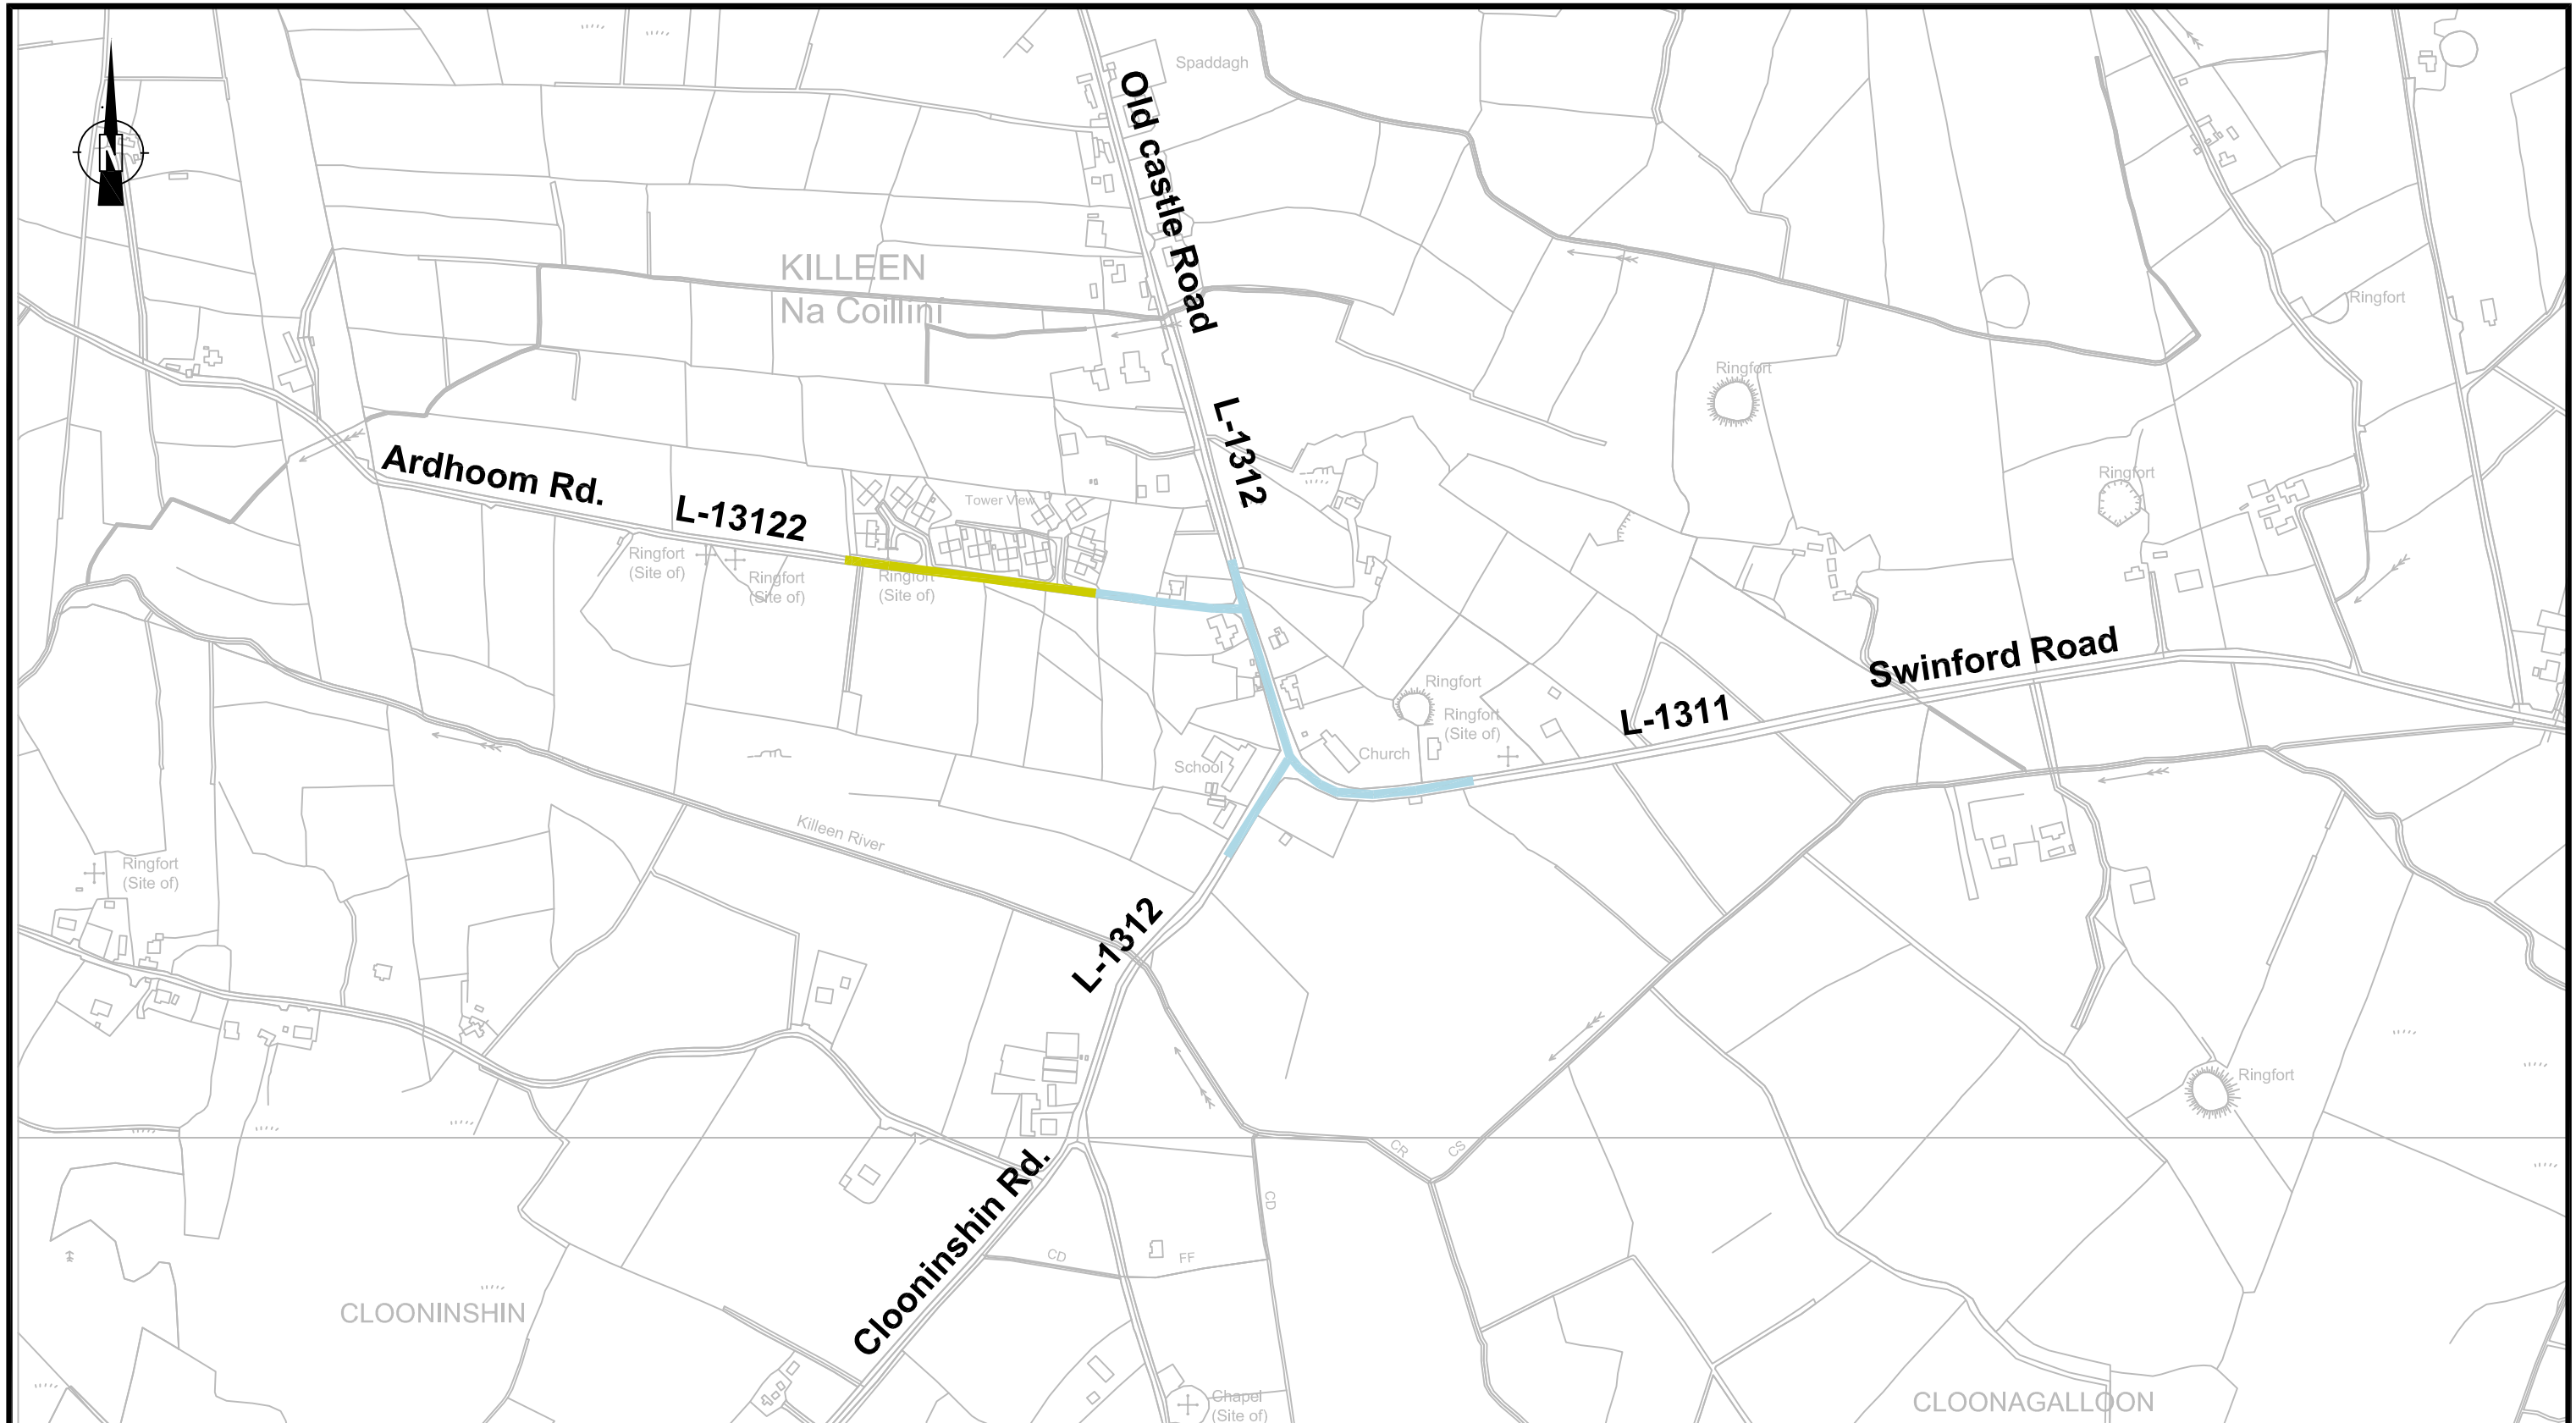 Spaddagh
Old castle Road
N
KILLEEN
Na Coillíní
Ringfort
Ringfort
L-1312
Ardhoom Rd.
L-13122
Tower View
Ringfort
Ringfort
(Site of)
Ringfort
(Site of)
Ringfort
(Site of)
Swinford Road
L-1311
Ringfort
Ringfort
(Site of)
Church
School
Killeen River
Ringfort
(Site of)
L-1312
Ringfort
CR
CS
Clooninshin Rd.
CD
CD
FF
CLOONINSHIN
Chapel
(Site of)
CLOONAGALLOON